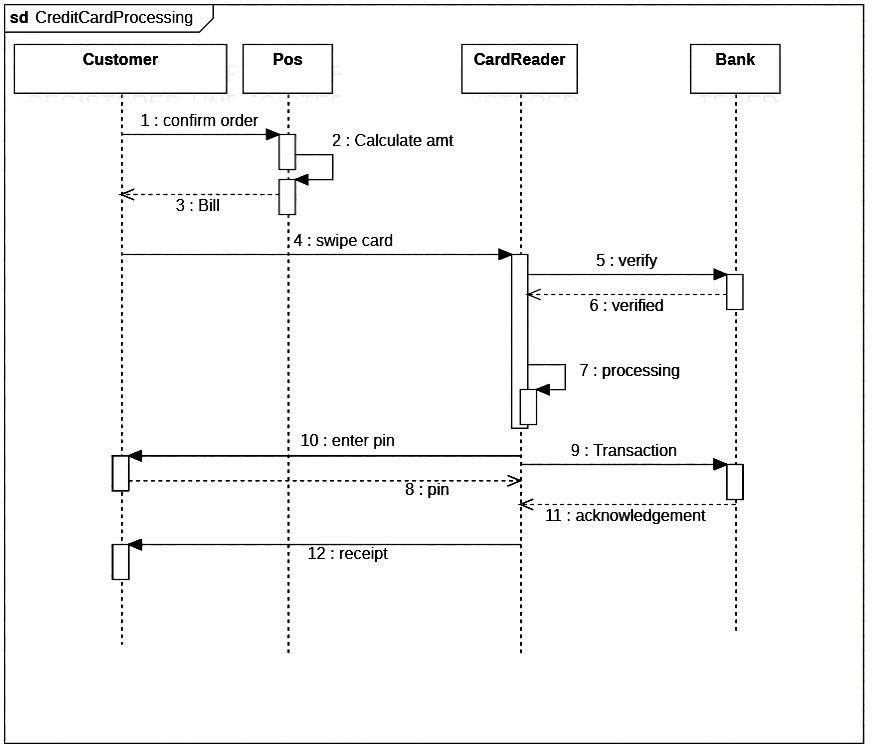 sd CreditCardProcessing
Customer
Pos
CardReader
Bank
1 : confirm order
2 : Calculate amt
3 : Bill
4 : swipe card
5 : verify
6 : verified
7 : processing
10 : enter pin
9 : Transaction
8 : pin
11 : acknowledgement
12 : receipt